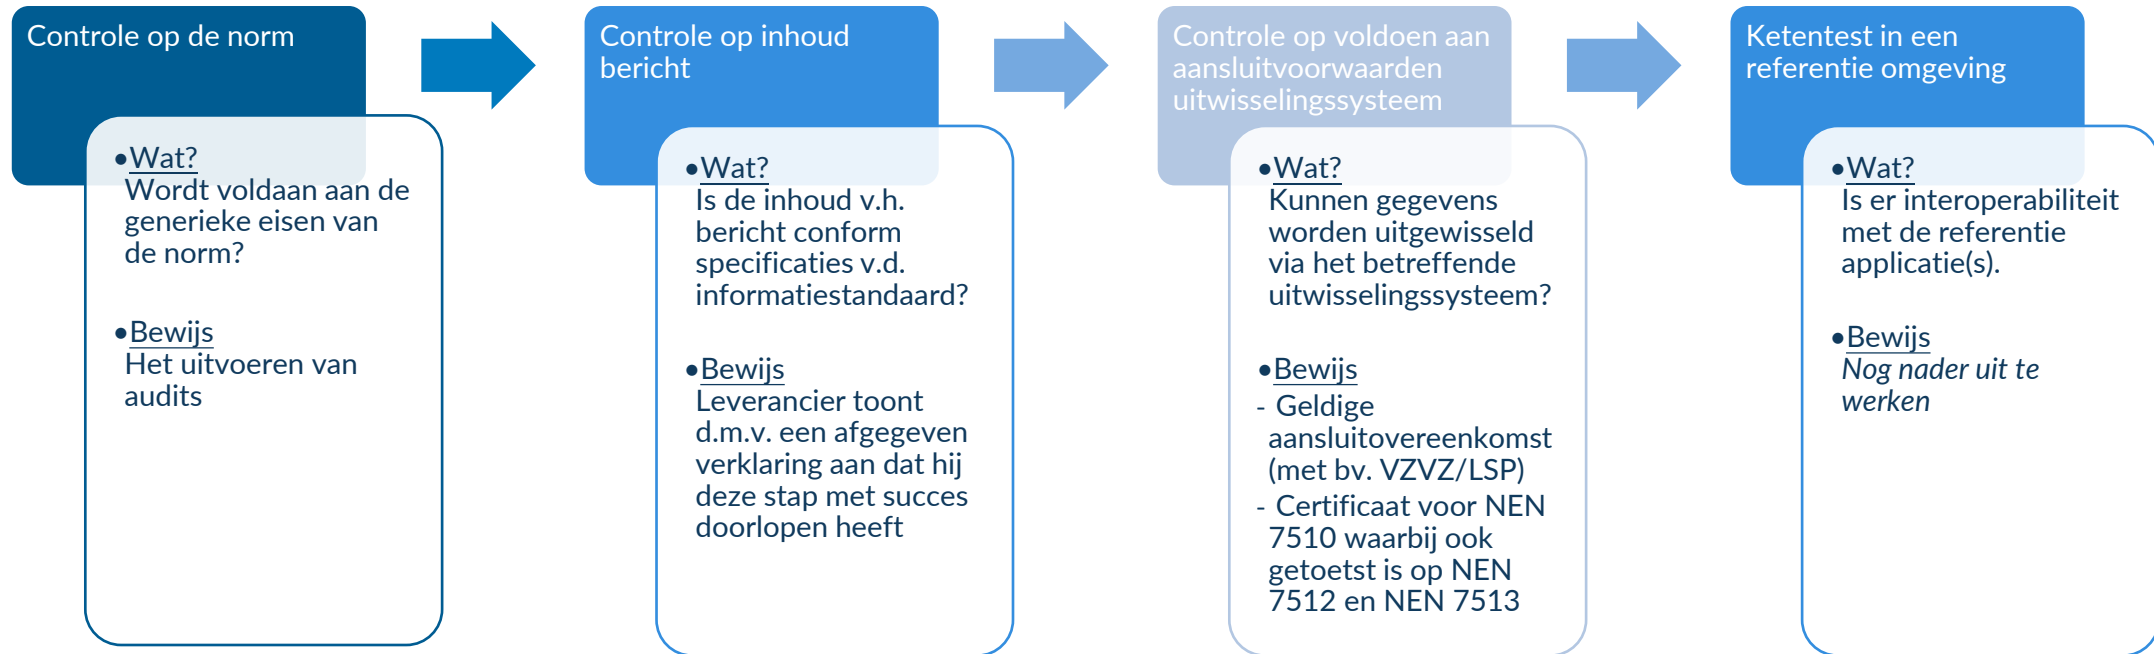 Controle op de norm
•Wat?
Wordt voldaan aan de
generieke eisen van
de norm?
•Bewijs
Het uitvoeren van
audits
Controle op inhoud
bericht
•Wat?
Is de inhoud v.h.
bericht conform
specificaties v.d.
informatiestandaard?
•Bewijs
Leverancier toont
d.m.v. een afgegeven
verklaring aan dat hij
deze stap met succes
doorlopen heeft
Controle op voldoen aan
aansluitvoorwaarden
uitwisselingssysteem
•Wat?
Kunnen gegevens
worden uitgewisseld
via het betreffende
uitwisselingssysteem?
•Bewijs
- Geldige
aansluitovereenkomst
(met bv. VZVZ/LSP)
- Certificaat voor NEN
7510 waarbij ook
getoetst is op NEN
7512 en NEN 7513
Ketentest in een
referentie omgeving
•Wat?
Is er interoperabiliteit
met de referentie
applicatie(s).
•Bewijs
Nog nader uit te
werken